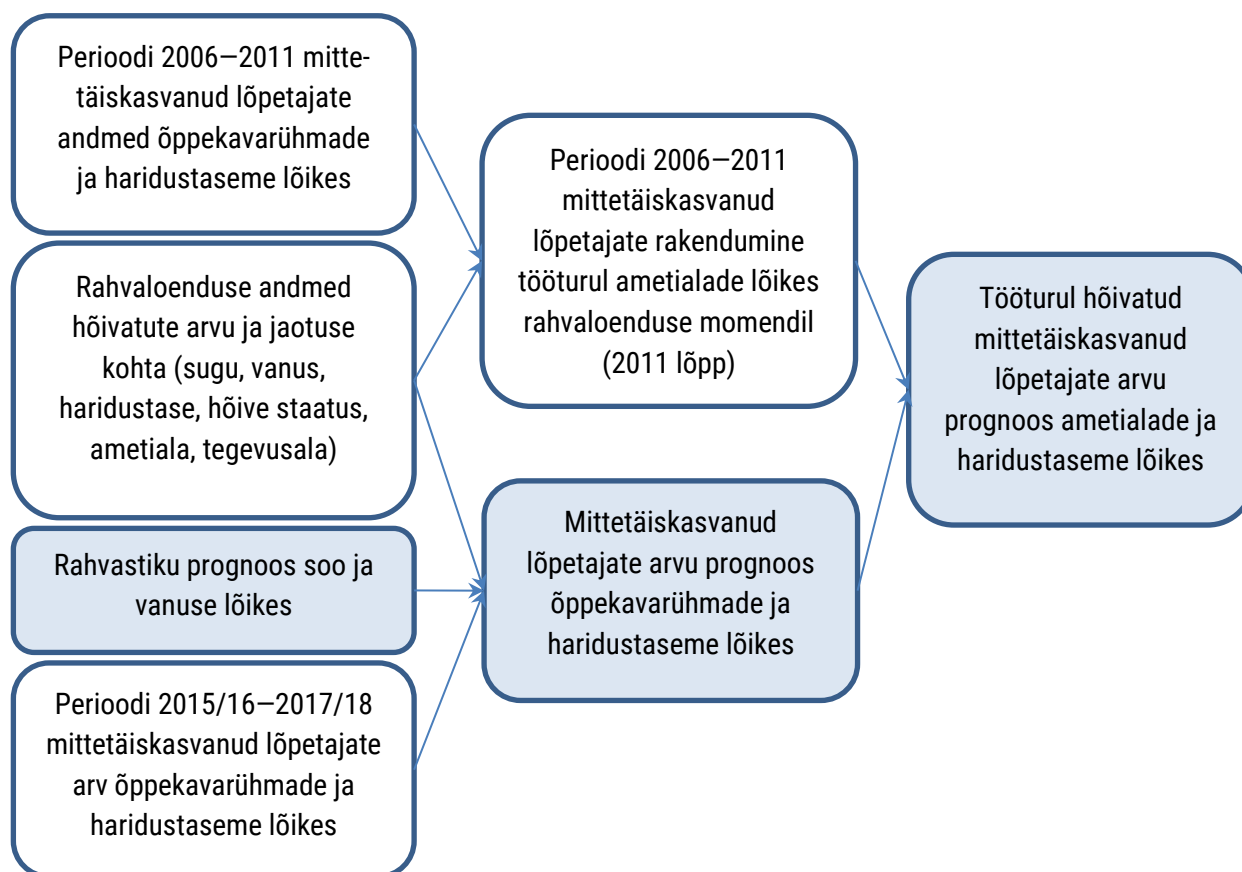 Perioodi 2006—2011 mitte-
täiskasvanud lõpetajate
andmed õppekavarühmade
ja haridustaseme lõikes
Rahvaloenduse andmed
hõivatute arvu ja jaotuse
kohta (sugu, vanus,
haridustase, hõive staatus,
ametiala, tegevusala)
Rahvastiku prognoos soo ja
vanuse lõikes
Perioodi 2015/16—2017/18
mittetäiskasvanud lõpetajate
arv õppekavarühmade ja
haridustaseme lõikes
Perioodi 2006—2011
mittetäiskasvanud
lõpetajate rakendumine
tööturul ametialade lõikes
rahvaloenduse momendil
(2011 lõpp)
Mittetäiskasvanud
lõpetajate arvu prognoos
õppekavarühmade ja
haridustaseme lõikes
Tööturul hõivatud
mittetäiskasvanud
lõpetajate arvu
prognoos ametialade ja
haridustaseme lõikes